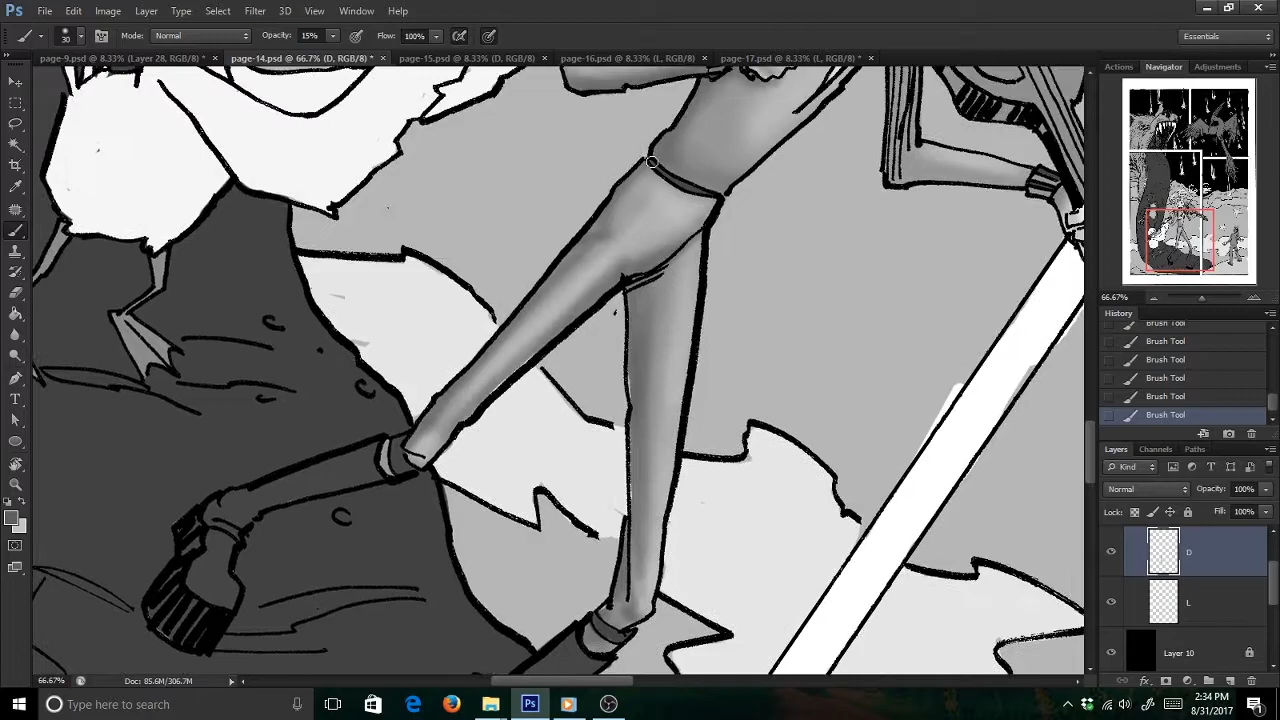 Ps File Edit Image Layer Type Select Filter 3D View Window Help
30 Mode: Normal Opacity: 15% Flow: 100% Essentials
page-9.psd @ 8.33% (Layer 28, RGB/8) * × page-14.psd @ 66.7% (D, RGB/8) * × page-15.psd @ 8.33% (D, RGB/8) × page-16.psd @ 8.33% (L, RGB/8) × page-17.psd @ 8.33% (L, RGB/8) * ×
Actions Navigator Adjustments
66.67%
History
Brush Tool
Brush Tool
Brush Tool
Brush Tool
Brush Tool
Brush Tool
Layers Channels Paths
Kind
Normal Opacity: 100%
Lock: Fill: 100%
D
L
Layer 10
66.67% Doc: 85.6M/306.7M
Type here to search
2:34 PM
8/31/2017